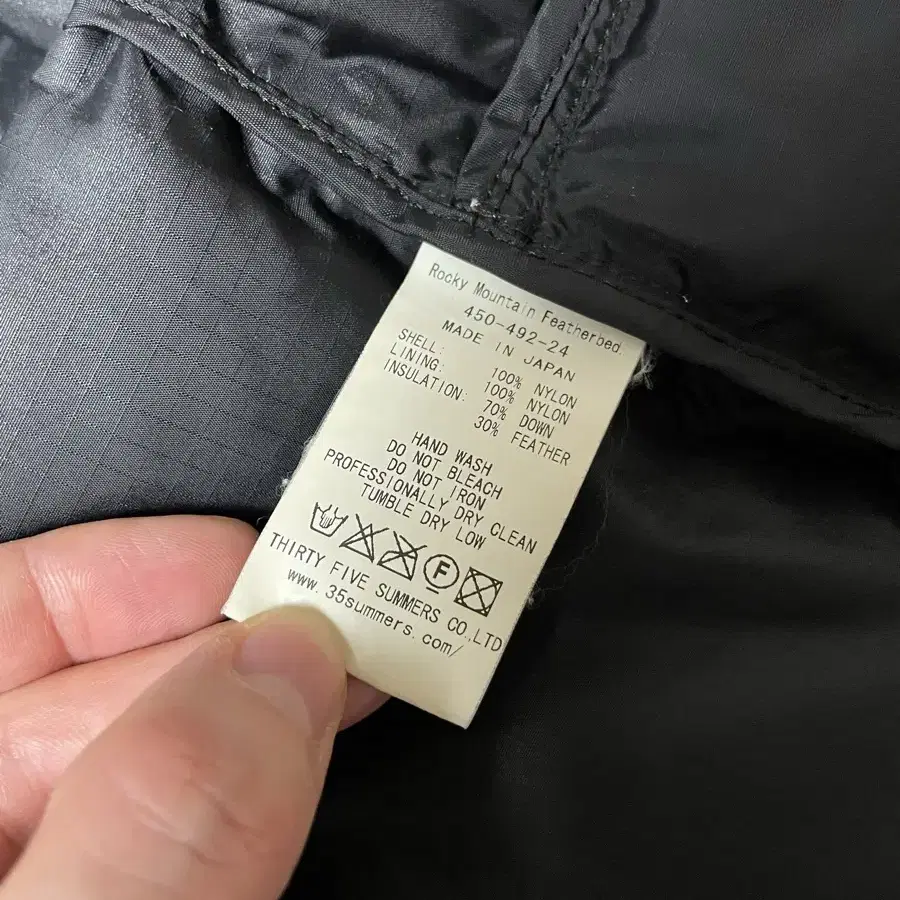 Rocky Mountain Featherbed.
450-492-24
MADE IN JAPAN
SHELL: 100% NYLON
LINING: 100% NYLON
INSULATION: 70% DOWN
30% FEATHER
HAND WASH
DO NOT BLEACH
DO NOT IRON
PROFESSIONALLY DRY CLEAN
TUMBLE DRY LOW
F
THIRTY FIVE SUMMERS CO.,LTD
www.35summers.com/